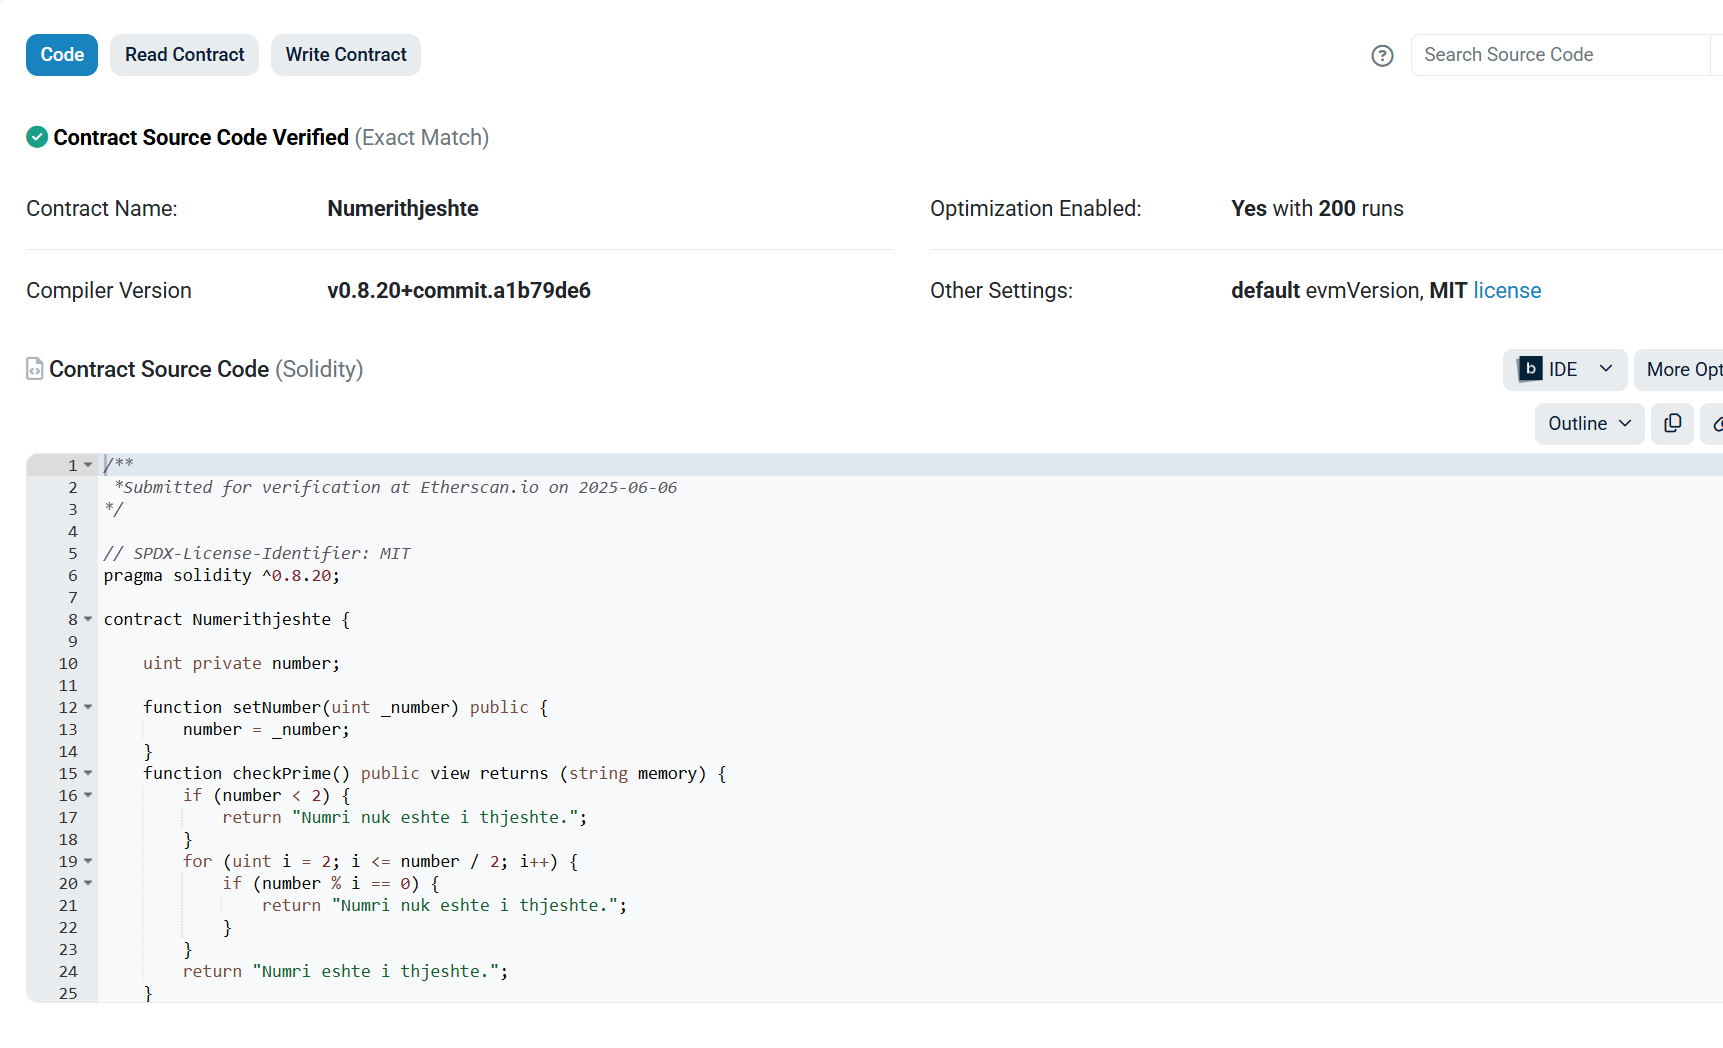 Code Read Contract Write Contract Search Source Code
Contract Source Code Verified (Exact Match)
Contract Name: Numerithjeshte Optimization Enabled: Yes with 200 runs
Compiler Version v0.8.20+commit.a1b79de6 Other Settings: default evmVersion, MIT license
Contract Source Code (Solidity) b IDE More Opt
Outline
1 /**
2  *Submitted for verification at Etherscan.io on 2025-06-06
3 */
4
5 // SPDX-License-Identifier: MIT
6 pragma solidity ^0.8.20;
7
8 contract Numerithjeshte {
9
10     uint private number;
11
12     function setNumber(uint _number) public {
13         number = _number;
14     }
15     function checkPrime() public view returns (string memory) {
16         if (number < 2) {
17             return "Numri nuk eshte i thjeshte.";
18         }
19         for (uint i = 2; i <= number / 2; i++) {
20             if (number % i == 0) {
21                 return "Numri nuk eshte i thjeshte.";
22             }
23         }
24         return "Numri eshte i thjeshte.";
25     }